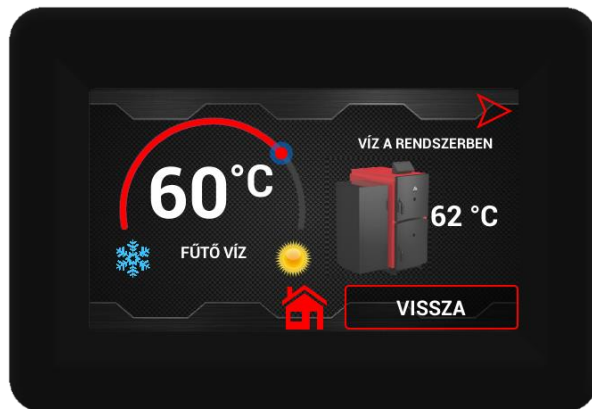 VÍZ A RENDSZERBEN
60°C
62 °C
FŰTŐ VÍZ
VISSZA